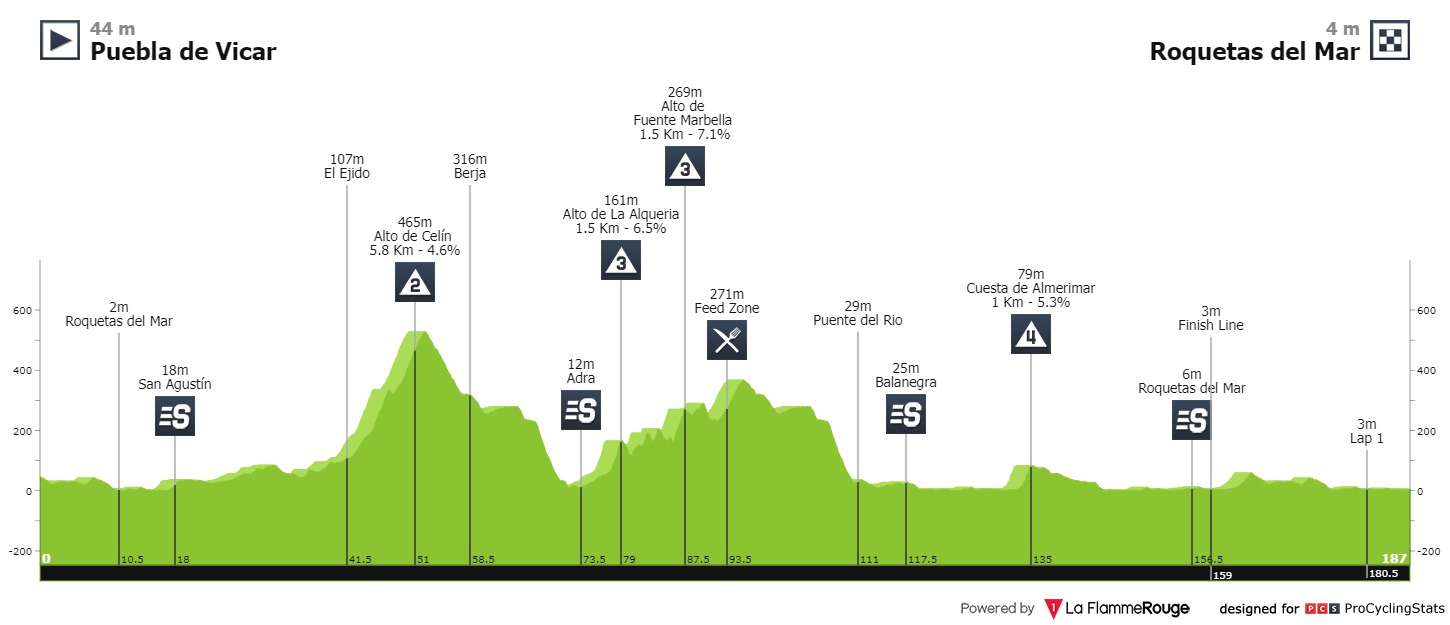 44 m
Puebla de Vicar
4 m
Roquetas del Mar
269m
Alto de
Fuente Marbella
1.5 Km - 7.1%
3
107m
El Ejido
316m
Berja
161m
Alto de La Alqueria
1.5 Km - 6.5%
3
465m
Alto de Celín
5.8 Km - 4.6%
2
79m
Cuesta de Almerimar
1 Km - 5.3%
4
271m
Feed Zone
2m
Roquetas del Mar
29m
Puente del Rio
3m
Finish Line
18m
San Agustín
S
12m
Adra
S
25m
Balanegra
S
6m
Roquetas del Mar
S
3m
Lap 1
600
400
200
0
-200
600
400
200
0
-200
0
10.5
18
41.5
51
58.5
73.5
79
87.5
93.5
111
117.5
135
156.5
187
159
180.5
Powered by
1
La FlammeRouge
designed for
PCS
ProCyclingStats